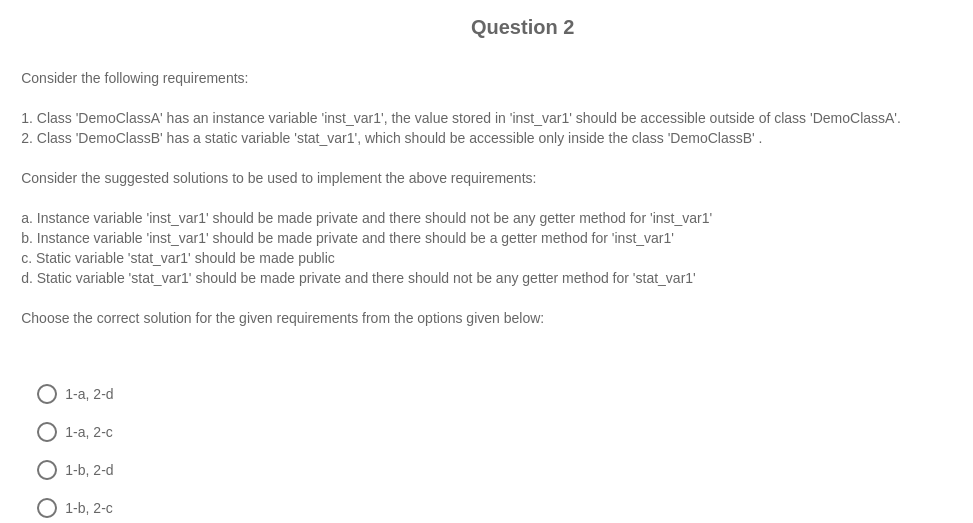 Question 2
Consider the following requirements:
1. Class 'DemoClassA' has an instance variable 'inst_var1', the value stored in 'inst_var1' should be accessible outside of class 'DemoClassA'.
2. Class 'DemoClassB' has a static variable 'stat_var1', which should be accessible only inside the class 'DemoClassB' .
Consider the suggested solutions to be used to implement the above requirements:
a. Instance variable 'inst_var1' should be made private and there should not be any getter method for 'inst_var1'
b. Instance variable 'inst_var1' should be made private and there should be a getter method for 'inst_var1'
c. Static variable 'stat_var1' should be made public
d. Static variable 'stat_var1' should be made private and there should not be any getter method for 'stat_var1'
Choose the correct solution for the given requirements from the options given below:
1-a, 2-d
1-a, 2-c
1-b, 2-d
1-b, 2-c